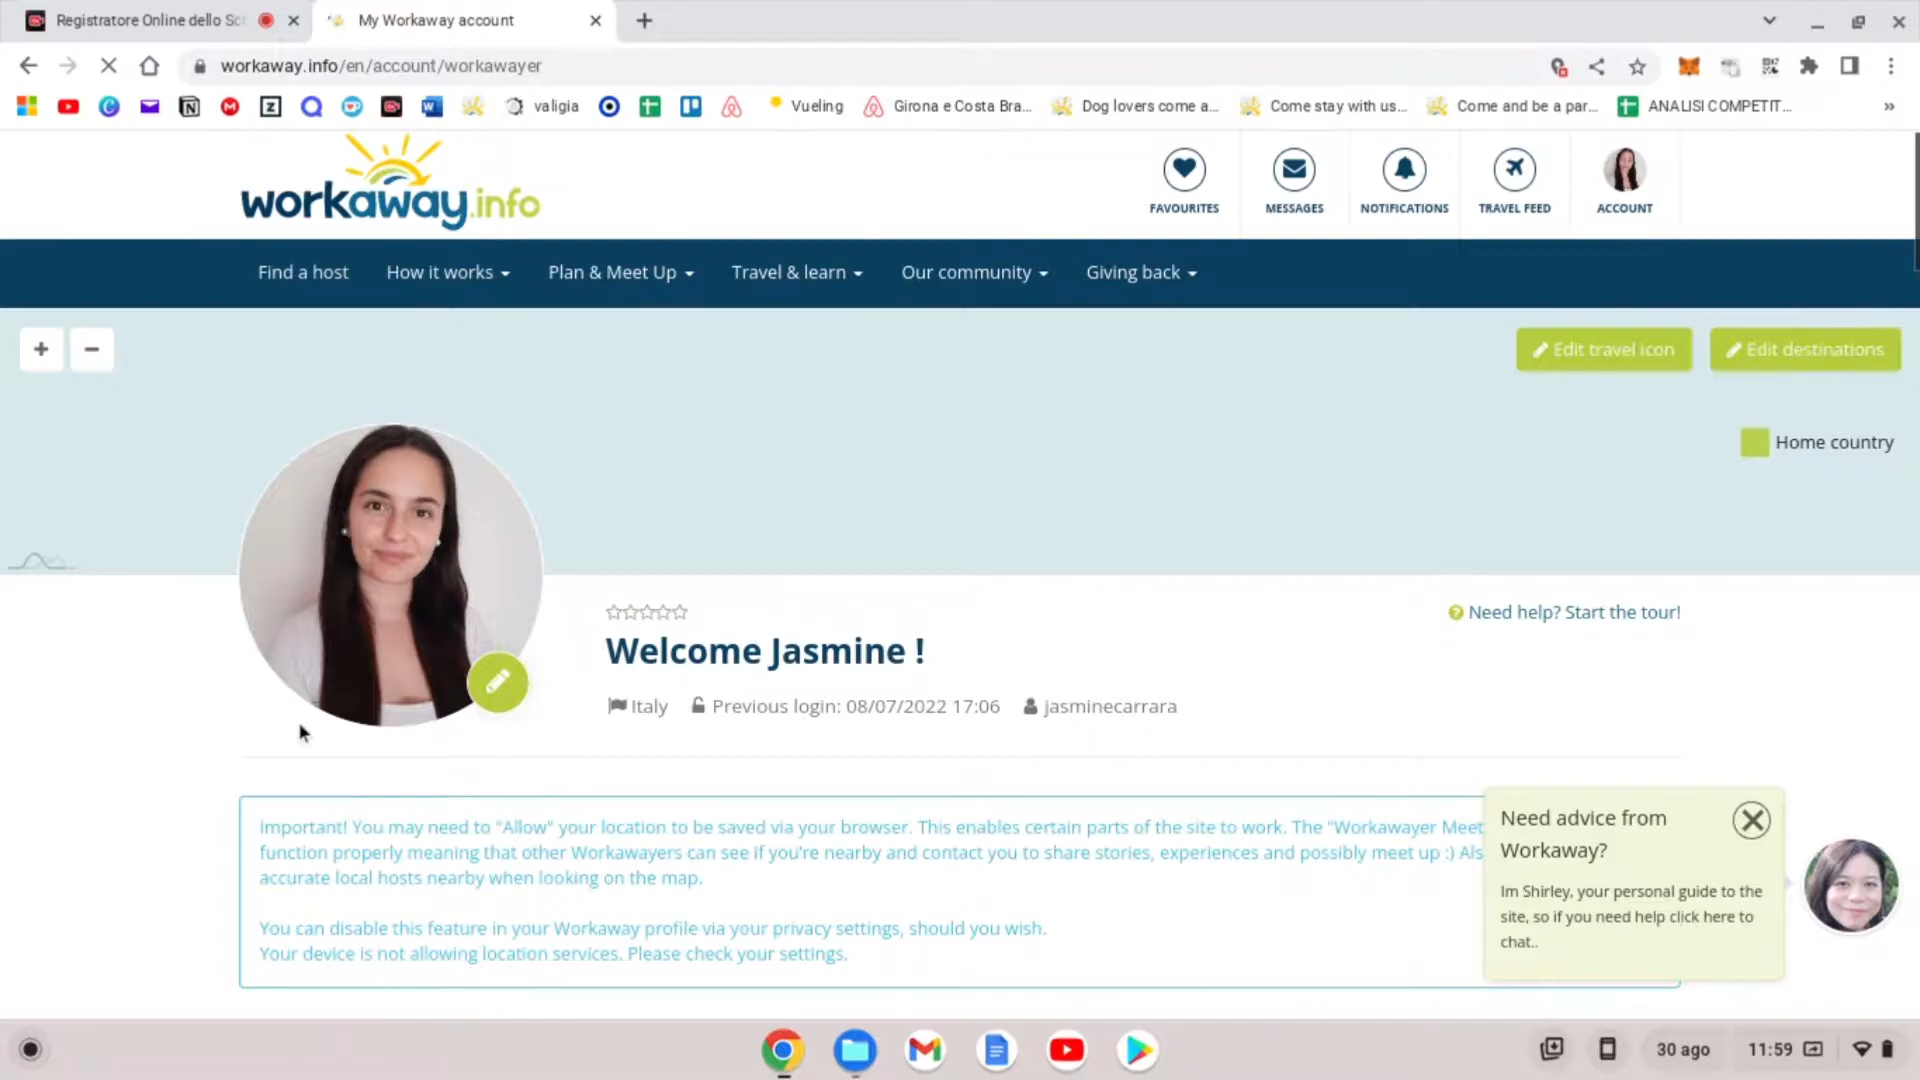 Registratore Online dello Sc
My Workaway account
workaway.info/en/account/workawayer
valigia
Vueling
Girona e Costa Bra...
Dog lovers come a...
Come stay with us...
Come and be a par...
ANALISI COMPETIT...
»
workaway.info
FAVOURITES
MESSAGES
NOTIFICATIONS
TRAVEL FEED
ACCOUNT
Find a host
How it works
Plan & Meet Up
Travel & learn
Our community
Giving back
+
−
Edit travel icon
Edit destinations
Home country
Need help? Start the tour!
Welcome Jasmine !
Italy
Previous login: 08/07/2022 17:06
jasminecarrara
Important! You may need to "Allow" your location to be saved via your browser. This enables certain parts of the site to work. The "Workawayer Meet
function properly meaning that other Workawayers can see if you're nearby and contact you to share stories, experiences and possibly meet up :) Als
accurate local hosts nearby when looking on the map.
You can disable this feature in your Workaway profile via your privacy settings, should you wish.
Your device is not allowing location services. Please check your settings.
Need advice from
Workaway?
Im Shirley, your personal guide to the
site, so if you need help click here to
chat..
30 ago
11:59